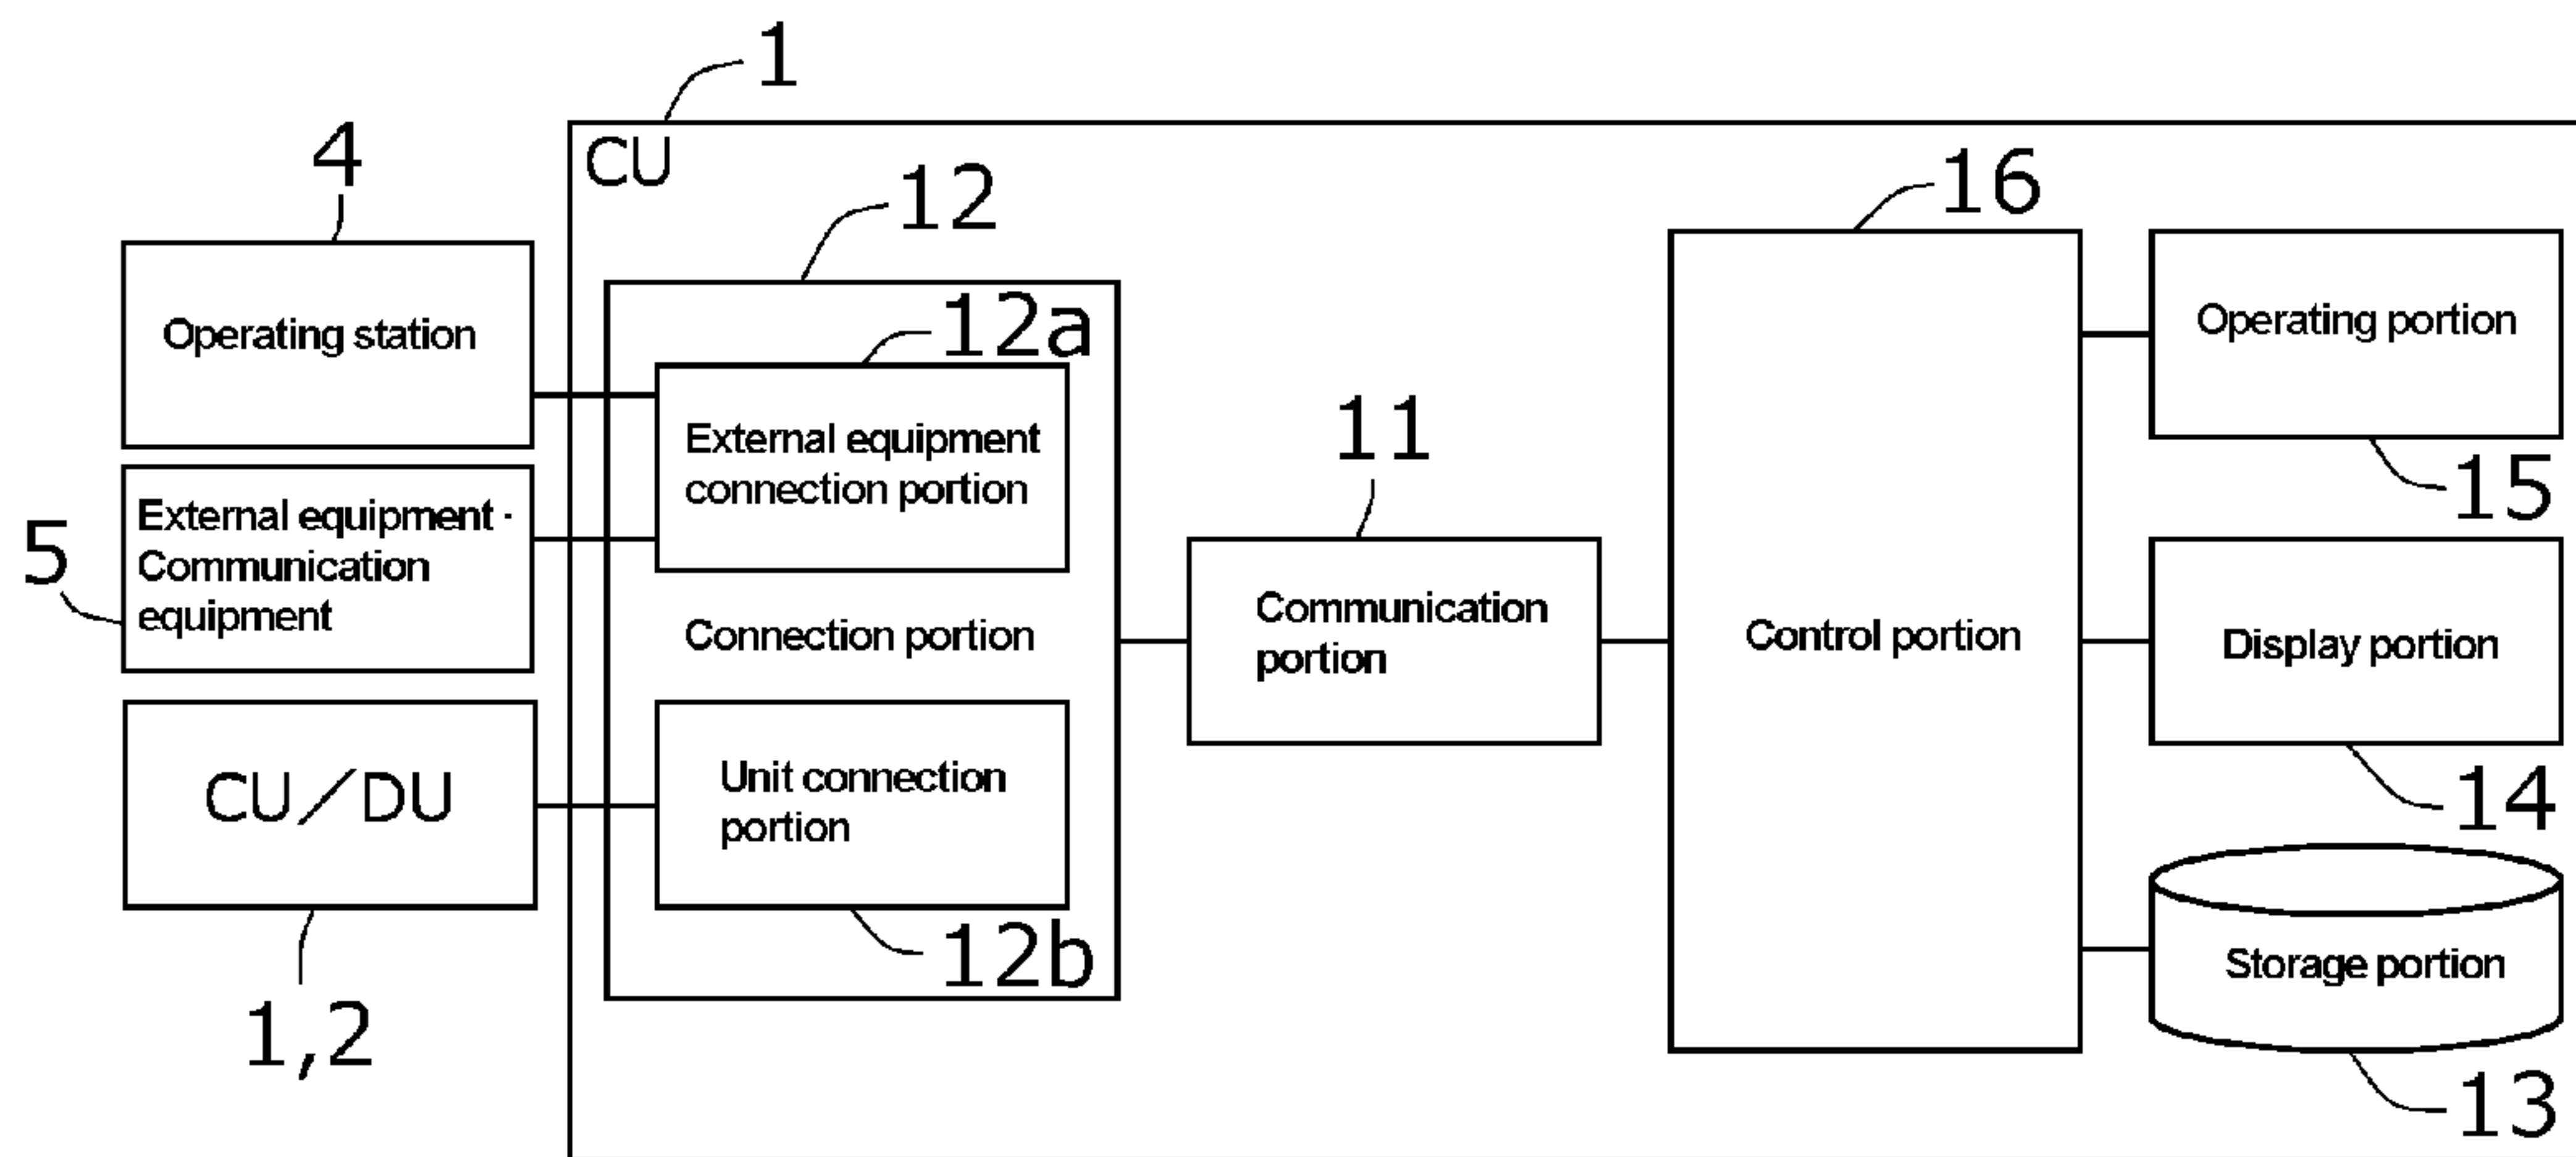 1
CU
4
12
16
Operating station
12a
Operating portion
External equipment
connection portion
11
15
External equipment ·
Communication
equipment
5
Connection portion
Communication
portion
Control portion
Display portion
CU／DU
Unit connection
portion
14
12b
Storage portion
1,2
13